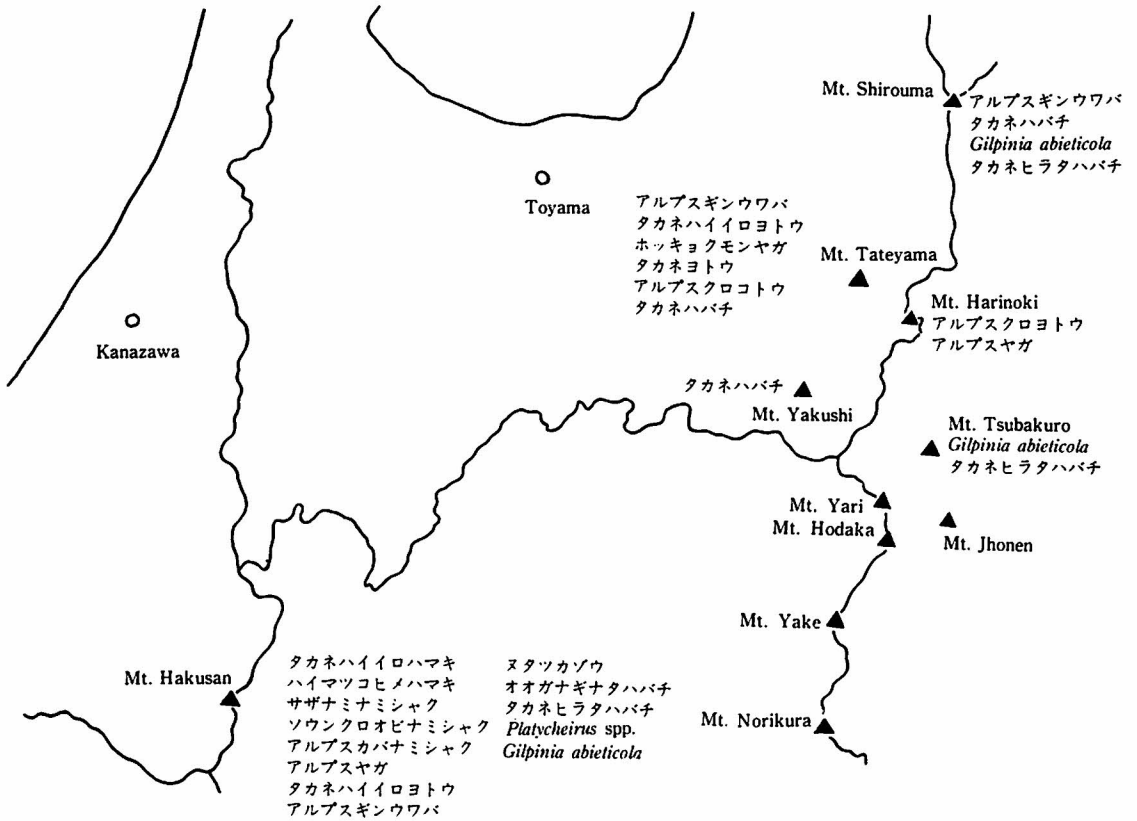 Mt. Shirouma
アルプスギンウワバ
タカネハバチ
Gilpinia abieticola
タカネヒラタハバチ
Toyama
アルプスギンウワバ
タカネハイイロヨトウ
ホッキョクモンヤガ
タカネヨトウ
アルプスクロコトウ
タカネハバチ
Mt. Tateyama
Mt. Harinoki
アルプスクロヨトウ
アルプスヤガ
Kanazawa
タカネハバチ
Mt. Yakushi
Mt. Tsubakuro
Gilpinia abieticola
タカネヒラタハバチ
Mt. Yari
Mt. Hodaka
Mt. Jhonen
Mt. Yake
Mt. Hakusan
タカネハイイロハマキ
ハイマツコヒメハマキ
サザナミナミシャク
ソウンクロオビナミシャク
アルプスカバナミシャク
アルプスヤガ
タカネハイイロヨトウ
アルプスギンウワバ
ヌタツカゾウ
オオガナギナタハバチ
タカネヒラタハバチ
Platycheirus spp.
Gilpinia abieticola
Mt. Norikura